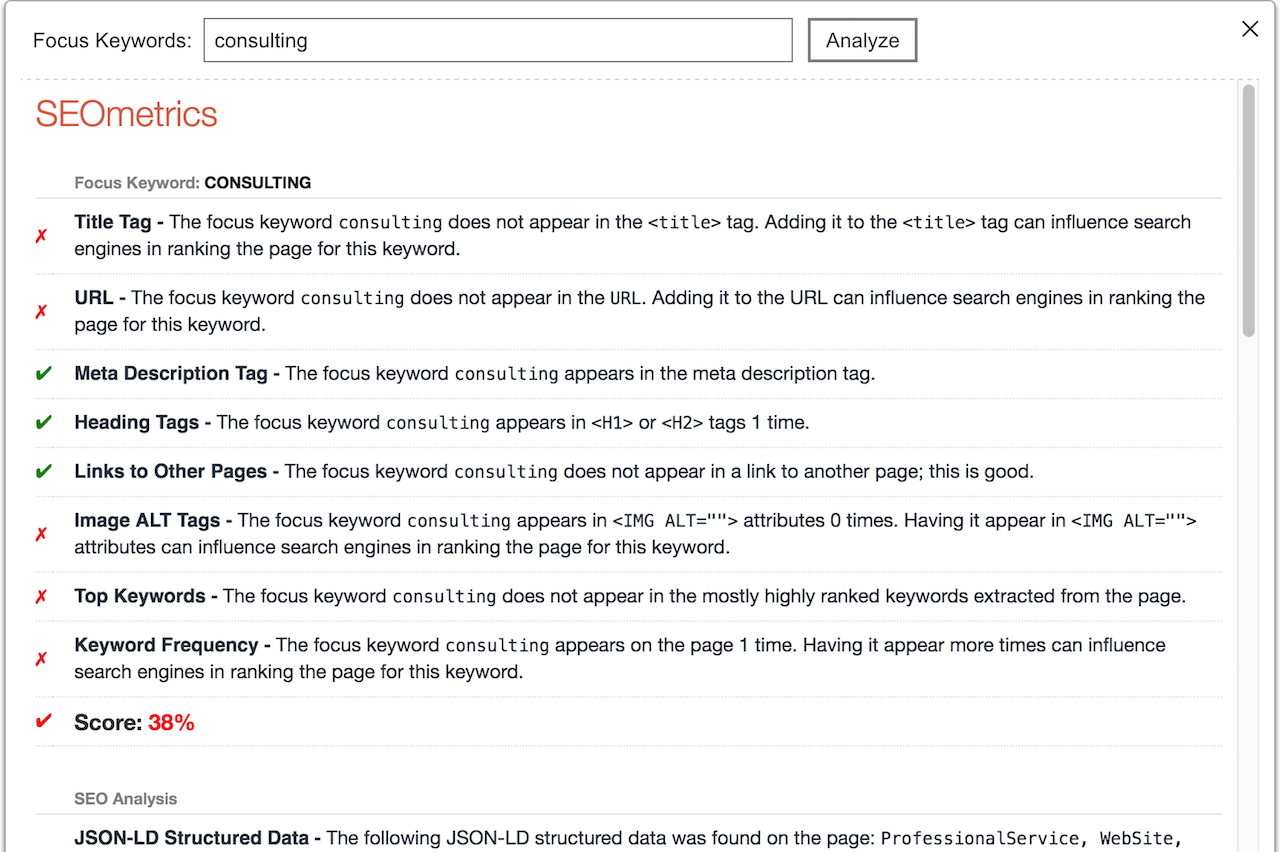 Focus Keywords: consulting Analyze
SEOmetrics
Focus Keyword: CONSULTING
✗ Title Tag - The focus keyword consulting does not appear in the <title> tag. Adding it to the <title> tag can influence search
engines in ranking the page for this keyword.
✗ URL - The focus keyword consulting does not appear in the URL. Adding it to the URL can influence search engines in ranking the
page for this keyword.
✔ Meta Description Tag - The focus keyword consulting appears in the meta description tag.
✔ Heading Tags - The focus keyword consulting appears in <H1> or <H2> tags 1 time.
✔ Links to Other Pages - The focus keyword consulting does not appear in a link to another page; this is good.
✗ Image ALT Tags - The focus keyword consulting appears in <IMG ALT=""> attributes 0 times. Having it appear in <IMG ALT="">
attributes can influence search engines in ranking the page for this keyword.
✗ Top Keywords - The focus keyword consulting does not appear in the mostly highly ranked keywords extracted from the page.
✗ Keyword Frequency - The focus keyword consulting appears on the page 1 time. Having it appear more times can influence
search engines in ranking the page for this keyword.
✔ Score: 38%
SEO Analysis
JSON-LD Structured Data - The following JSON-LD structured data was found on the page: ProfessionalService, WebSite,